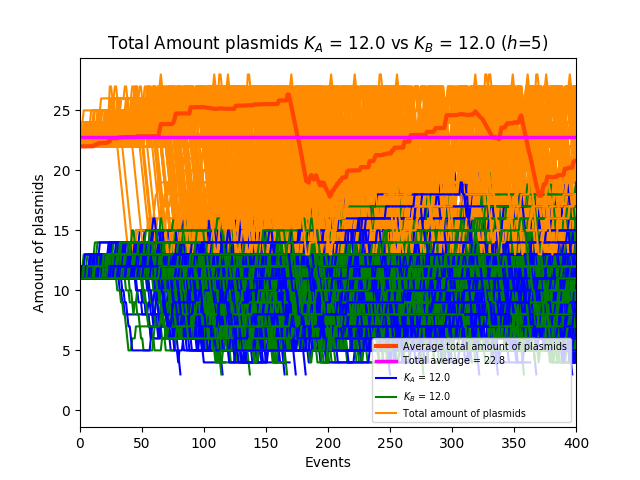 Total Amount plasmids K_A = 12.0 vs K_B = 12.0 (h=5)
Amount of plasmids
25
20
15
10
5
0
Average total amount of plasmids
Total average = 22.8
K_A = 12.0
K_B = 12.0
Total amount of plasmids
0 50 100 150 200 250 300 350 400
Events